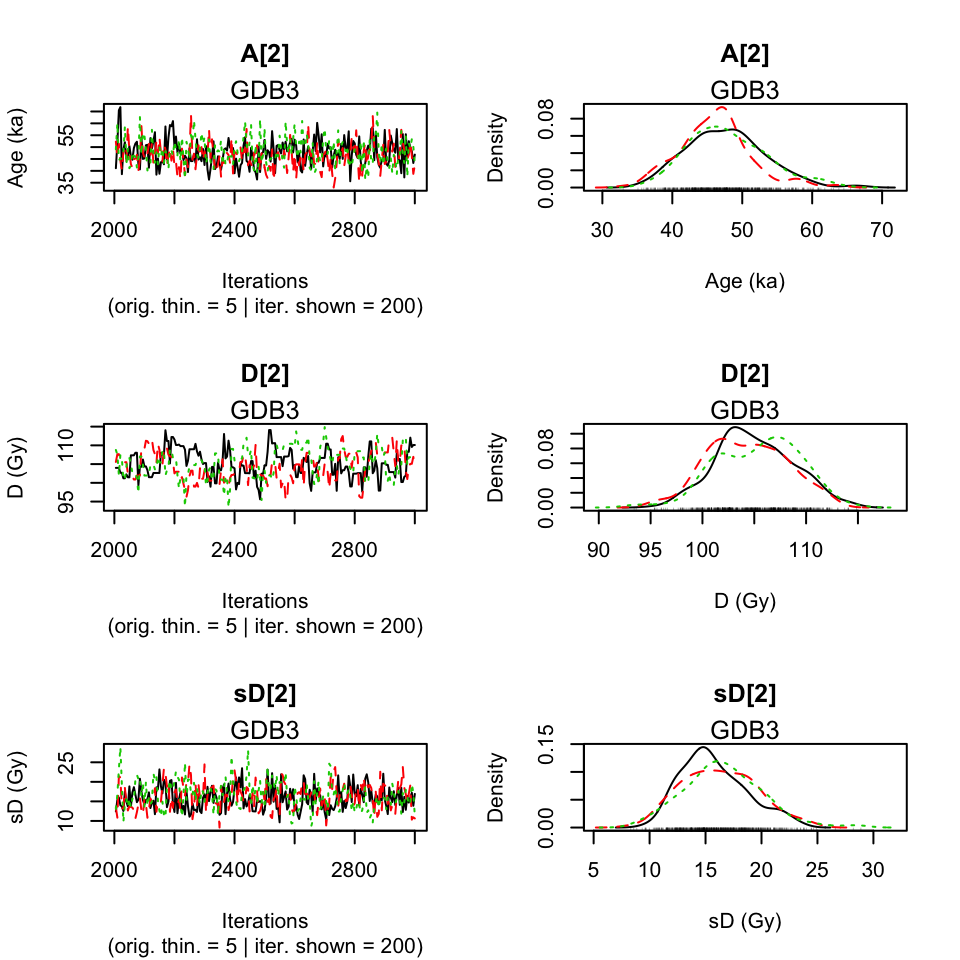 A[2]
GDB3
Age (ka)
35 55
2000 2400 2800
Iterations
(orig. thin. = 5 | iter. shown = 200)
A[2]
GDB3
Density
0.00 0.08
30 40 50 60 70
Age (ka)
D[2]
GDB3
D (Gy)
95 110
2000 2400 2800
Iterations
(orig. thin. = 5 | iter. shown = 200)
D[2]
GDB3
Density
0.00 0.08
90 95 100 110
D (Gy)
sD[2]
GDB3
sD (Gy)
10 25
2000 2400 2800
Iterations
(orig. thin. = 5 | iter. shown = 200)
sD[2]
GDB3
Density
0.00 0.15
5 10 15 20 25 30
sD (Gy)